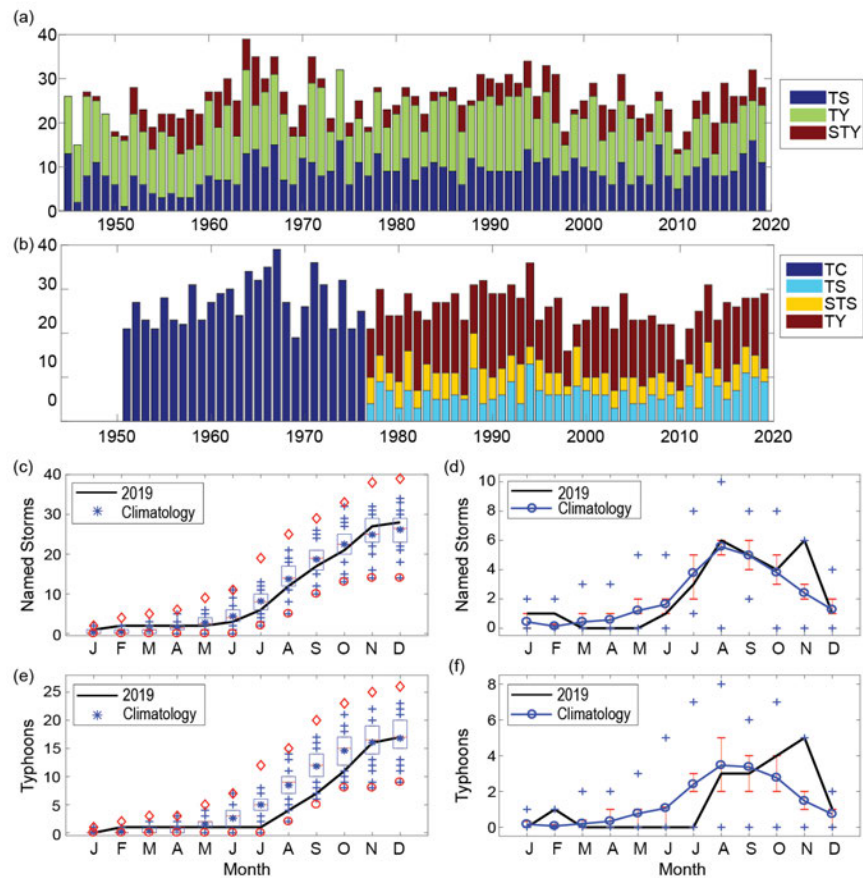 (a)
40
30
20
10
0
1950 1960 1970 1980 1990 2000 2010 2020
TS
TY
STY
(b)
40
30
20
10
0
1950 1960 1970 1980 1990 2000 2010 2020
TC
TS
STS
TY
(c)
Named Storms
40
30
20
10
0
2019
Climatology
J F M A M J J A S O N D
(d)
Named Storms
10
8
6
4
2
0
2019
Climatology
J F M A M J J A S O N D
(e)
Typhoons
25
20
15
10
5
0
2019
Climatology
J F M A M J J A S O N D
Month
(f)
Typhoons
8
6
4
2
0
2019
Climatology
J F M A M J J A S O N D
Month